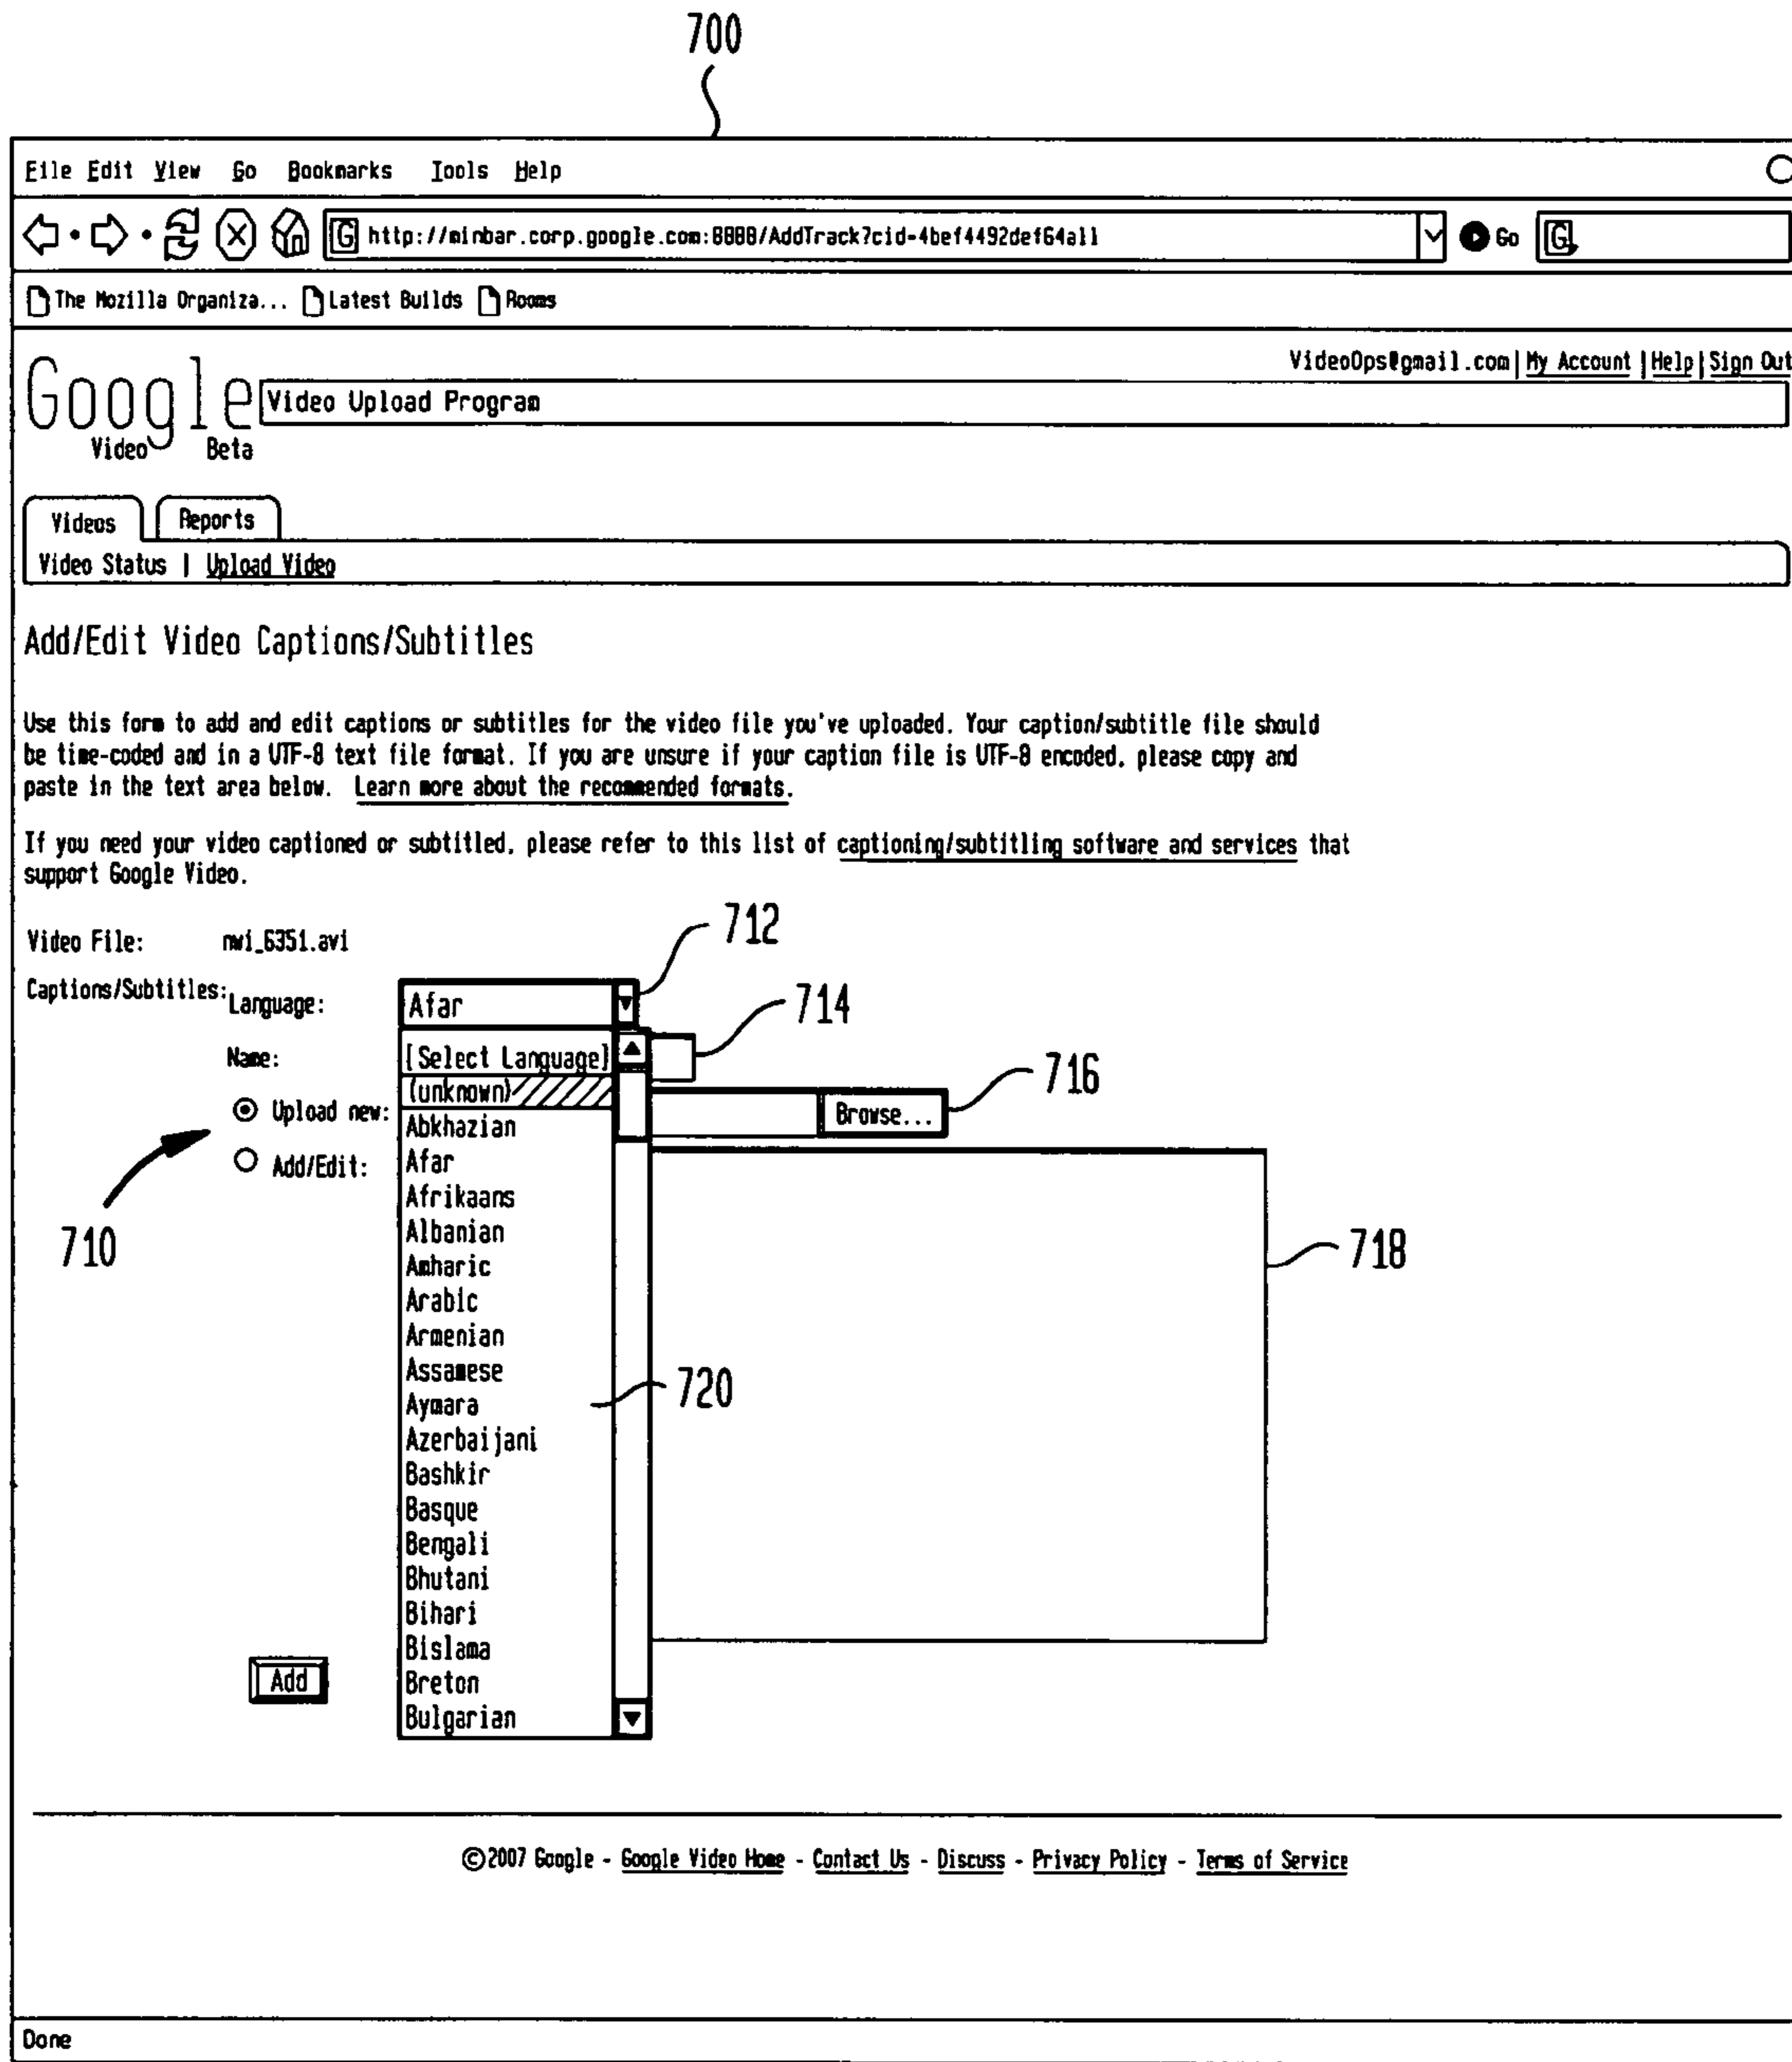 700
File Edit View Go Bookmarks Tools Help
G http://minbar.corp.google.com:8888/AddTrack?cid-4bef4492def64all Go G
The Mozilla Organiza... Latest Builds Rooms
VideoOps@gmail.com | My Account | Help | Sign Out
Google Video Upload Program
Video Beta
Videos Reports
Video Status | Upload Video
Add/Edit Video Captions/Subtitles
Use this form to add and edit captions or subtitles for the video file you've uploaded. Your caption/subtitle file should
be time-coded and in a UTF-8 text file format. If you are unsure if your caption file is UTF-8 encoded, please copy and
paste in the text area below. Learn more about the recommended formats.
If you need your video captioned or subtitled, please refer to this list of captioning/subtitling software and services that
support Google Video.
712
Video File: nwi_6351.avi
Captions/Subtitles: Language: Afar
714
Name: [Select Language]
716
(unknown)
Upload new: Browse...
Abkhazian
Add/Edit: Afar
Afrikaans
Albanian
710
718
Amharic
Arabic
Armenian
Assamese
720
Aymara
Azerbaijani
Bashkir
Basque
Bengali
Bhutani
Bihari
Bislama
Add
Breton
Bulgarian
©2007 Google - Google Video Home - Contact Us - Discuss - Privacy Policy - Terms of Service
Done